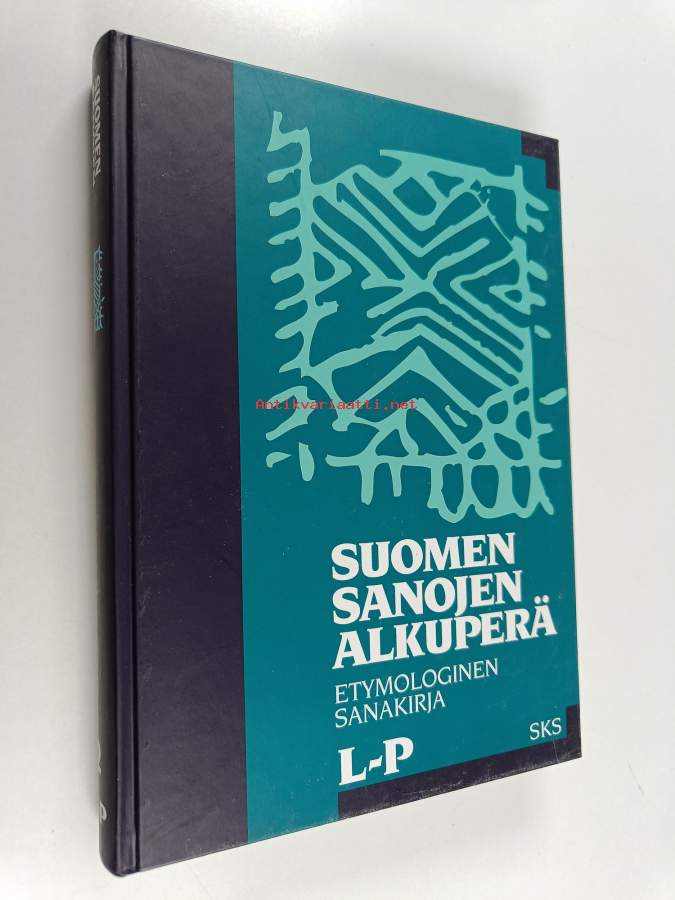 SUOMEN
Antikvariaatti.net
SUOMEN
SANOJEN
ALKUPERÄ
ETYMOLOGINEN
SANAKIRJA
L-P
SKS